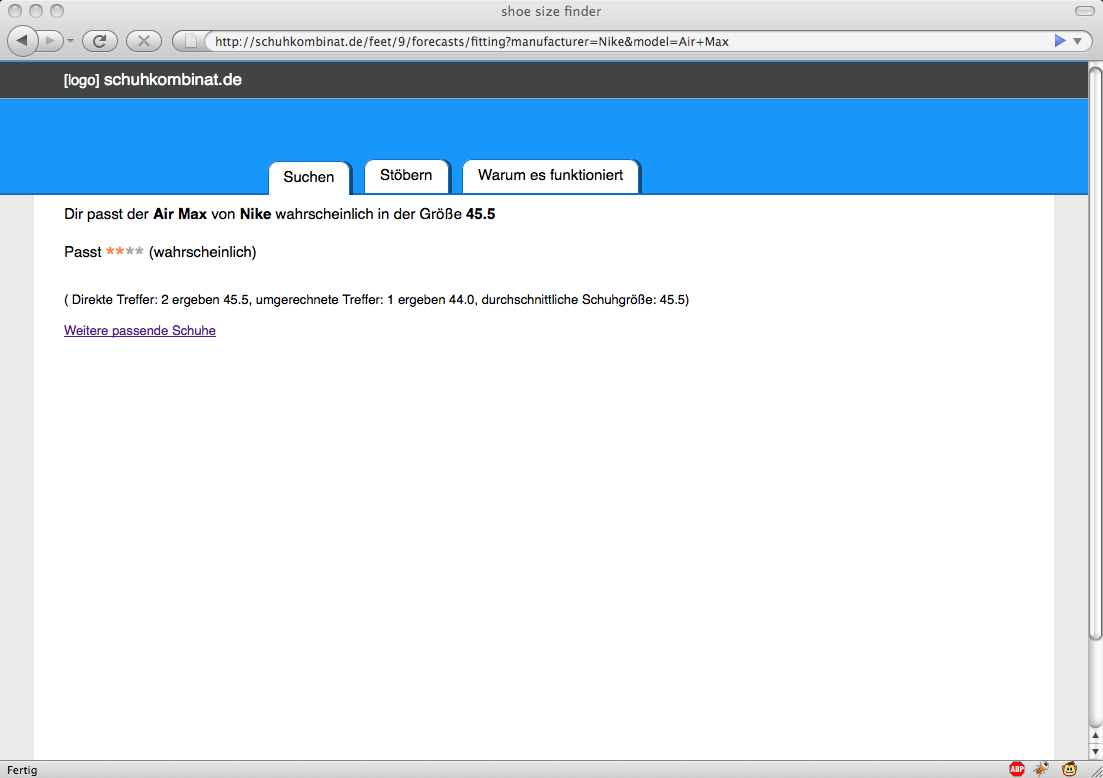 shoe size finder
http://schuhkombinat.de/feet/9/forecasts/fitting?manufacturer=Nike&model=Air+Max
[logo] schuhkombinat.de
Suchen Stöbern Warum es funktioniert
Dir passt der Air Max von Nike wahrscheinlich in der Größe 45.5
Passt **** (wahrscheinlich)
( Direkte Treffer: 2 ergeben 45.5, umgerechnete Treffer: 1 ergeben 44.0, durchschnittliche Schuhgröße: 45.5)
Weitere passende Schuhe
Fertig ABP